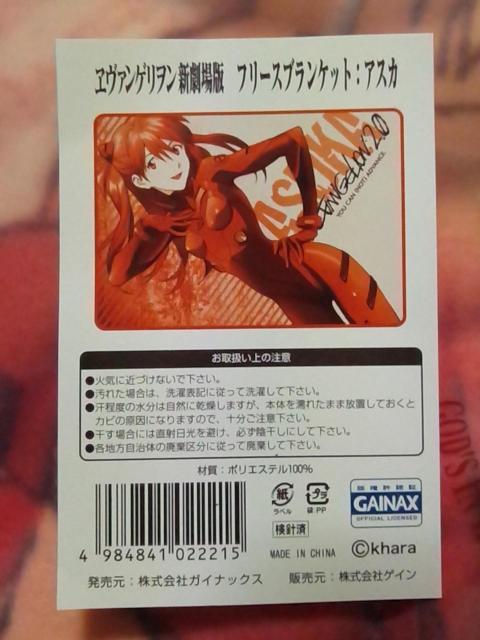 ヱヴァンゲリヲン新劇場版 フリースブランケット：アスカ
ASUKA
EVANGELION:2.0
YOU CAN (NOT) ADVANCE.
お取扱い上の注意
●火気に近づけないで下さい。
●汚れた場合は、洗濯表記に従って洗濯して下さい。
●汗程度の水分は自然に乾燥しますが、本体を濡れたまま放置しておくと
カビの原因になりますので、十分ご注意下さい。
●干す場合には直射日光を避け、必ず陰干しにして下さい。
●各地方自治体の廃棄区分に従って廃棄して下さい。
材質：ポリエステル100%
紙
ラベル
プラ
袋 PP
検針済
MADE IN CHINA
版権許諾証
GAINAX
OFFICIAL LICENSED
©khara
4 984841 022215
発売元：株式会社ガイナックス 販売元：株式会社ゲイン
GOD'S